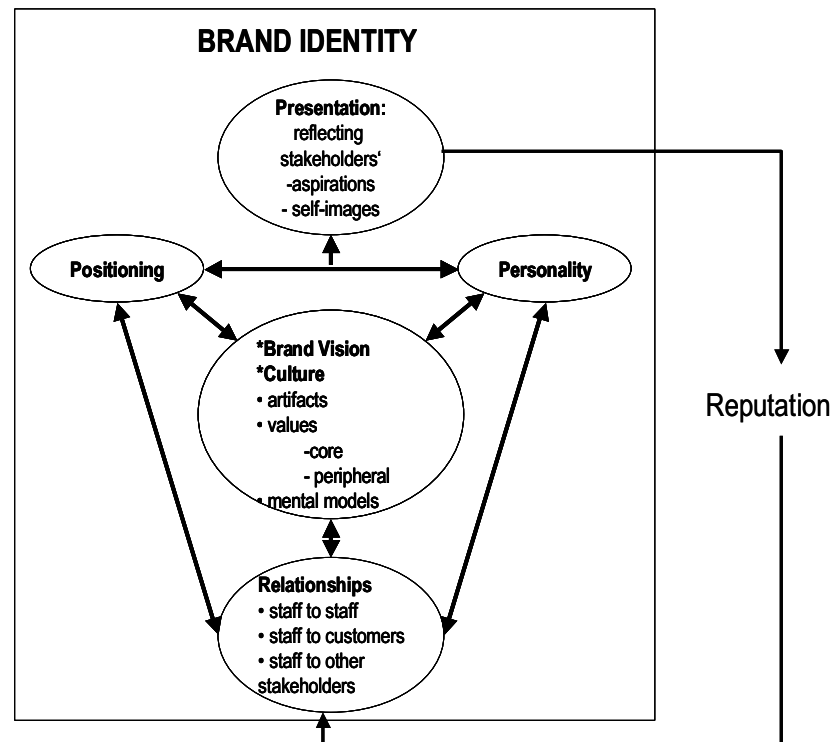 BRAND IDENTITY
Presentation:
reflecting
stakeholders‘
-aspirations
- self-images
Positioning
Personality
*Brand Vision
*Culture
• artifacts
• values
-core
- peripheral
• mental models
Reputation
Relationships
• staff to staff
• staff to customers
• staff to other
stakeholders